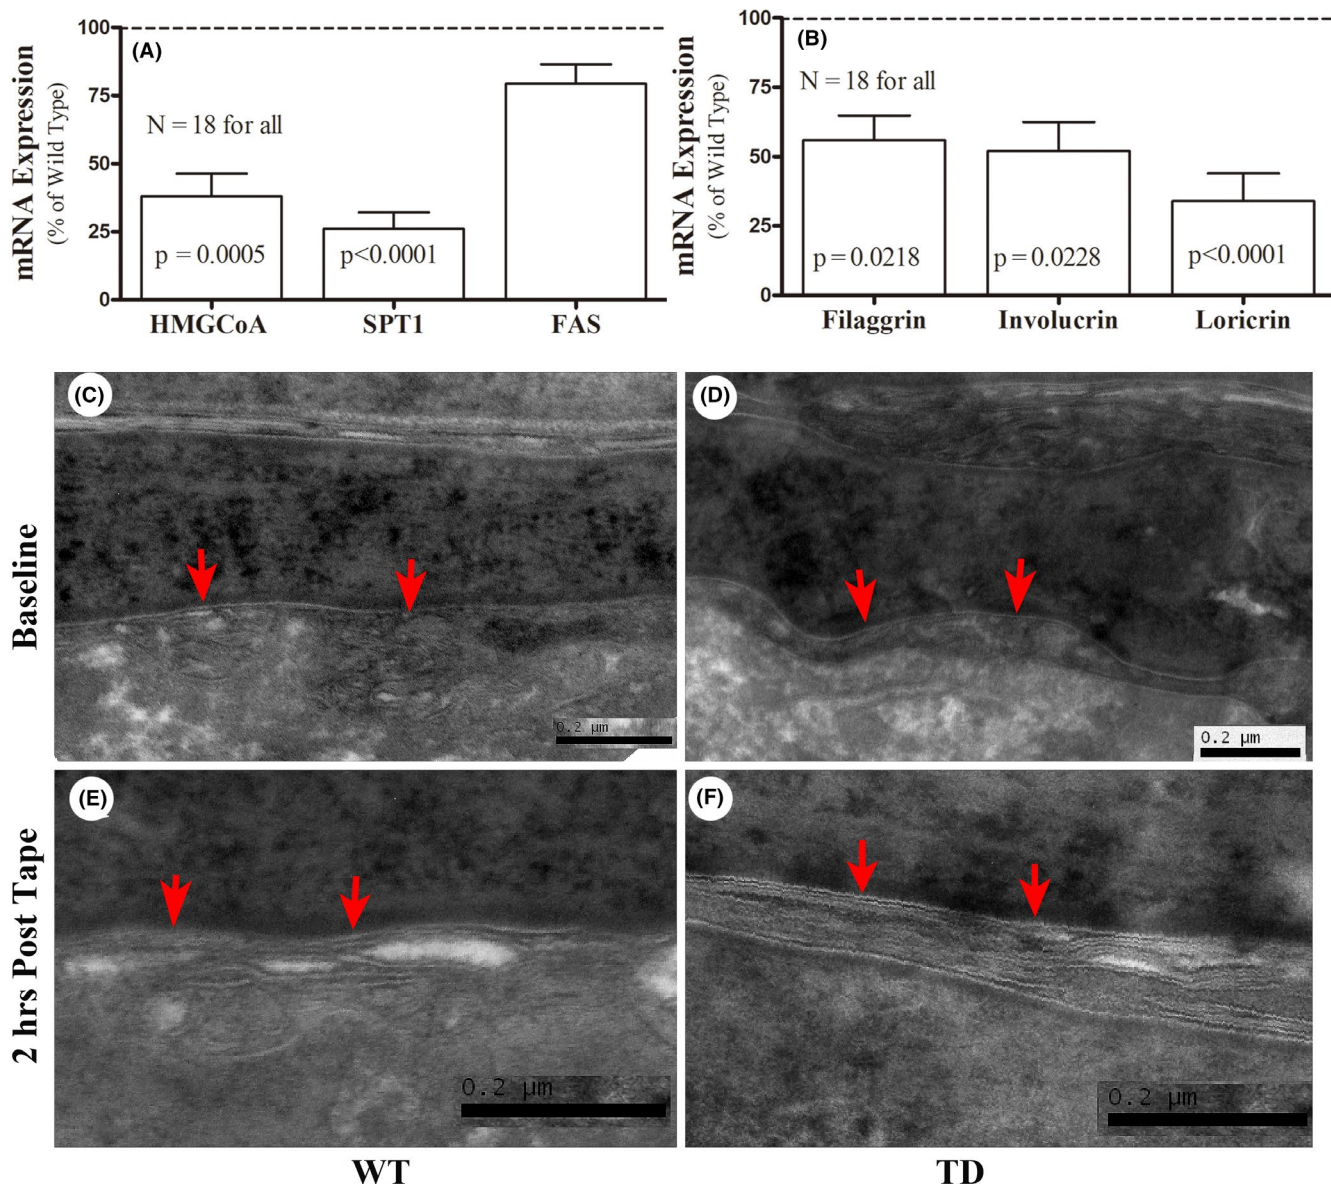 100
(A)
75
50
25
0
mRNA Expression
(% of Wild Type)
N = 18 for all
p = 0.0005
p<0.0001
HMGCoA
SPT1
FAS
100
(B)
75
50
25
0
mRNA Expression
(% of Wild Type)
N = 18 for all
p = 0.0218
p = 0.0228
p<0.0001
Filaggrin
Involucrin
Loricrin
Baseline
(C)
0.2 µm
(D)
0.2 µm
2 hrs Post Tape
(E)
0.2 µm
(F)
0.2 µm
WT
TD